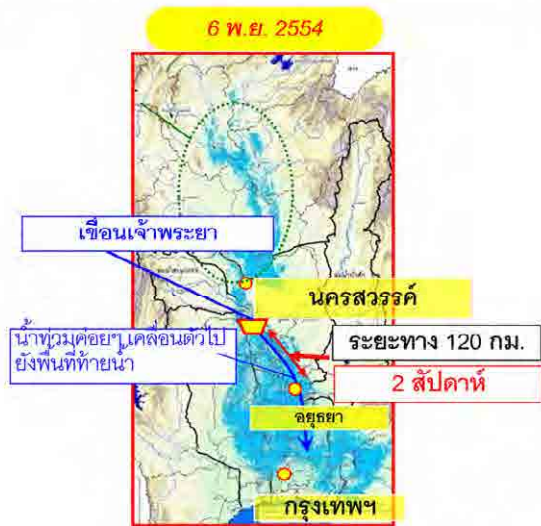 6 พ.ย. 2554
เขื่อนเจ้าพระยา
นครสวรรค์
น้ำท่วมค่อยๆ เคลื่อนตัวไป
ยังพื้นที่ท้ายน้ำ
ระยะทาง 120 กม.
2 สัปดาห์
อยุธยา
กรุงเทพฯ